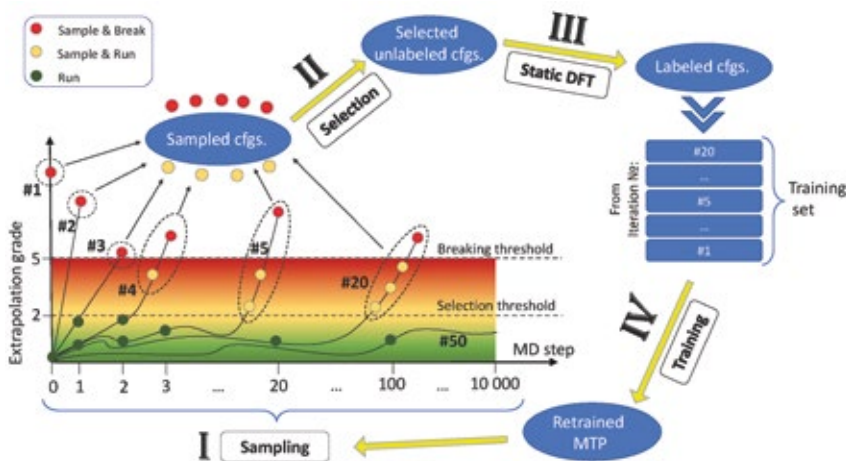 Sample & Break
Sample & Run
Run
II
Selection
Selected
unlabeled cfgs.
III
Static DFT
Labeled cfgs.
Sampled cfgs.
#20
...
#5
...
#1
From
Iteration №:
Training
set
Extrapolation grade
#1
#2
#3
#4
#5
#20
#50
5
2
Breaking threshold
Selection threshold
MD step
0
1
2
3
...
20
...
100
...
10 000
IV
Training
Retrained
MTP
I
Sampling